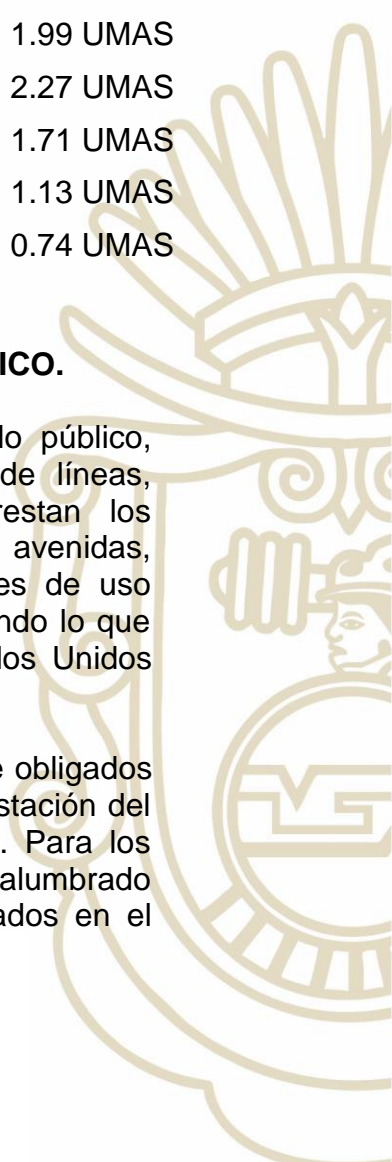 1.99 UMAS
2.27 UMAS
1.71 UMAS
1.13 UMAS
0.74 UMAS
ICO.
lo público,
de líneas,
restan los
avenidas,
es de uso
ndo lo que
los Unidos
e obligados
stación del
. Para los
alumbrado
ados en el